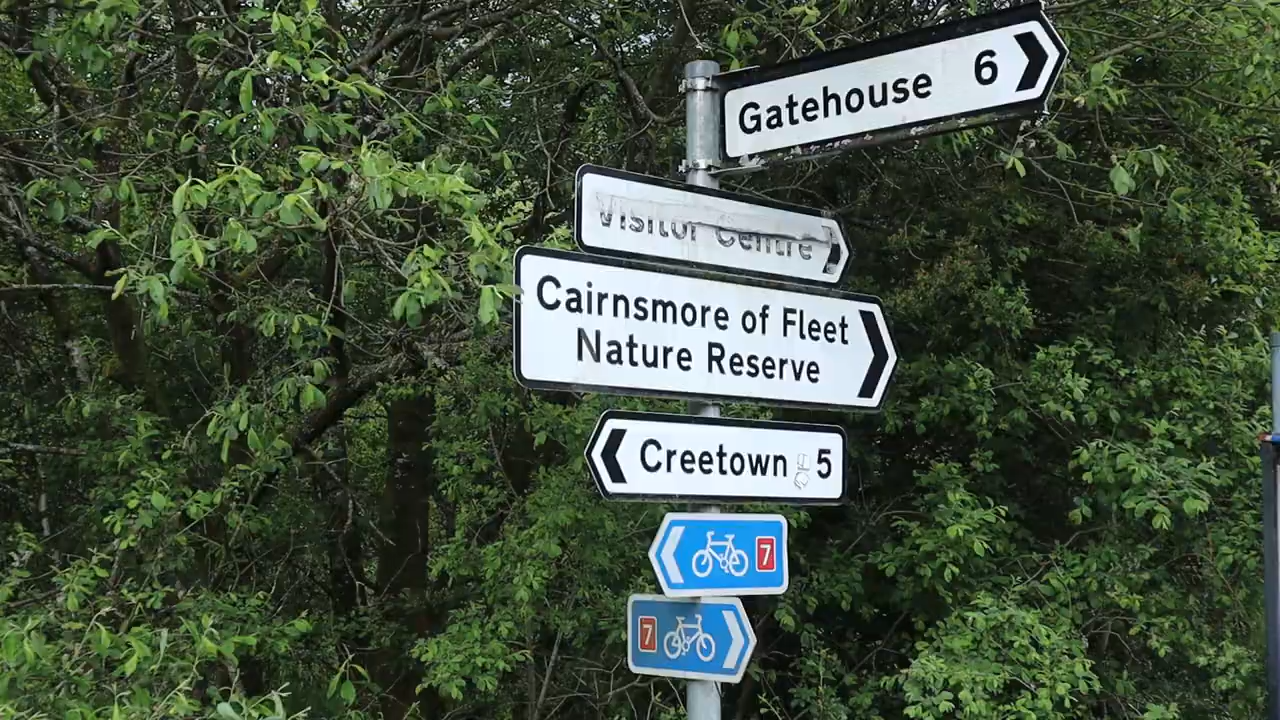 Gatehouse 6
Visitor Centre
Cairnsmore of Fleet
Nature Reserve
Creetown 5
7
7